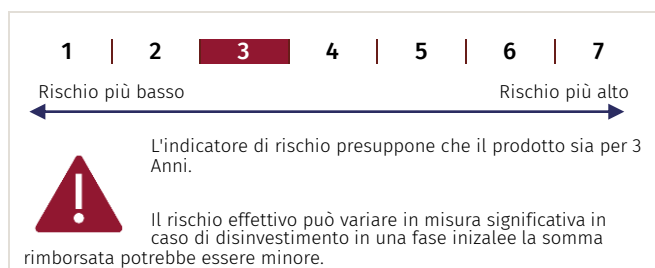 1 | 2 | 3 4 | 5 | 6 | 7
Rischio più basso Rischio più alto
L'indicatore di rischio presuppone che il prodotto sia per 3
Anni.
Il rischio effettivo può variare in misura significativa in
caso di disinvestimento in una fase inizalee la somma
rimborsata potrebbe essere minore.